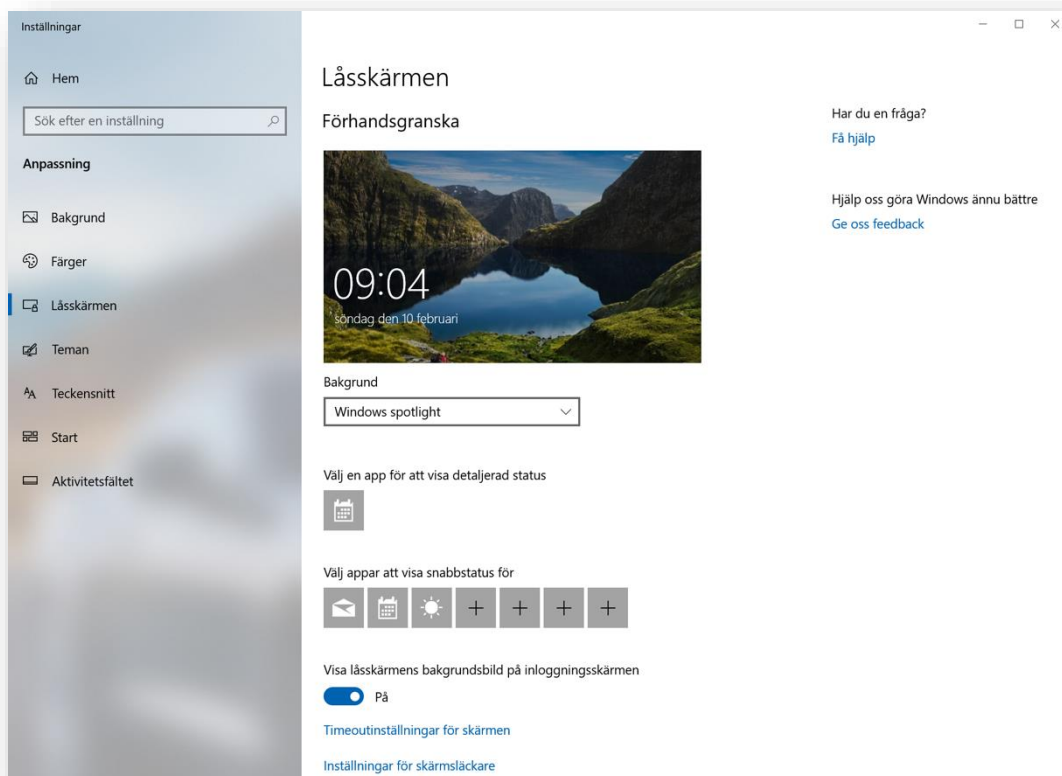 Inställningar
Hem
Sök efter en inställning
Anpassning
Bakgrund
Färger
Låsskärmen
Teman
Teckensnitt
Start
Aktivitetsfältet
Låsskärmen
Förhandsgranska
09:04
söndag den 10 februari
Bakgrund
Windows spotlight
Välj en app för att visa detaljerad status
Välj appar att visa snabbstatus för
Visa låsskärmens bakgrundsbild på inloggningsskärmen
På
Timeoutinställningar för skärmen
Inställningar för skärmsläckare
Har du en fråga?
Få hjälp
Hjälp oss göra Windows ännu bättre
Ge oss feedback